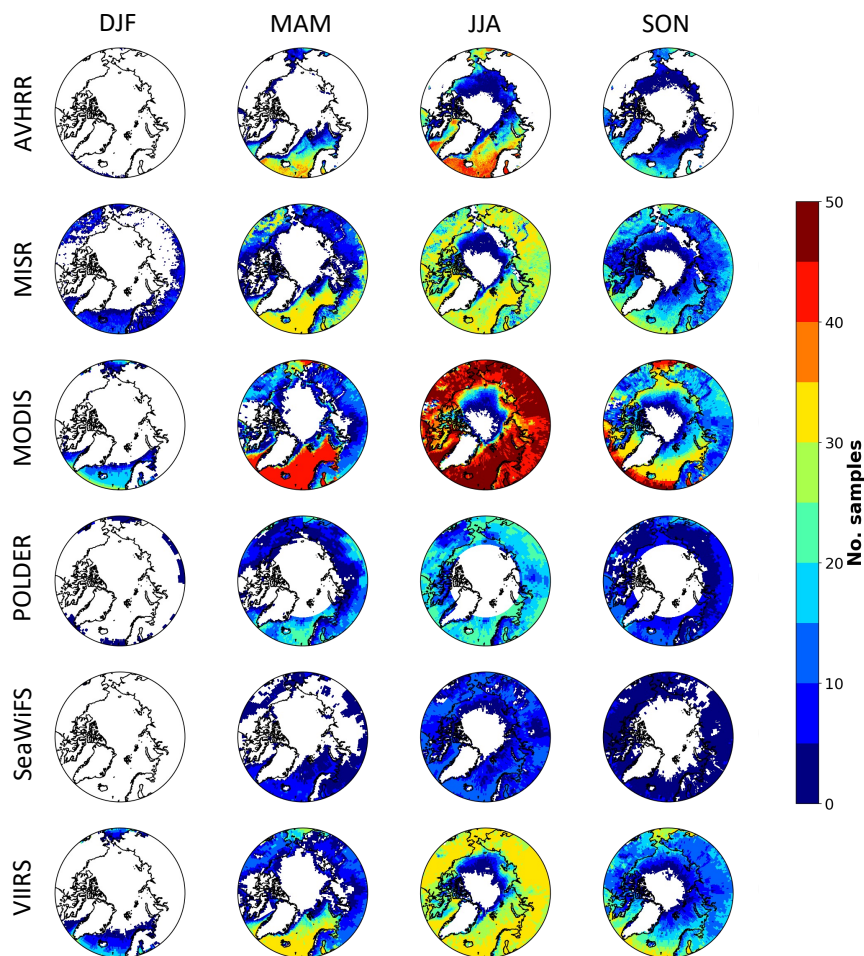 DJF MAM JJA SON
AVHRR
MISR
MODIS
POLDER
SeaWiFS
VIIRS
50
40
30
20
10
0
No. samples